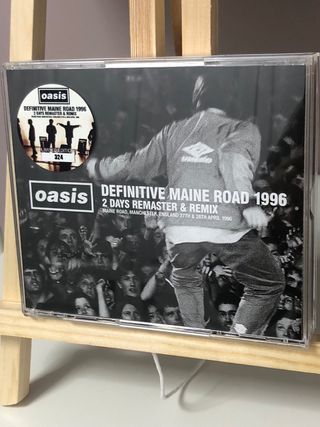 oasis
DEFINITIVE MAINE ROAD 1996
2 DAYS REMASTER & REMIX
324
oasis
DEFINITIVE MAINE ROAD 1996
2 DAYS REMASTER & REMIX
MAINE ROAD, MANCHESTER, ENGLAND 27TH & 28TH APRIL 1996